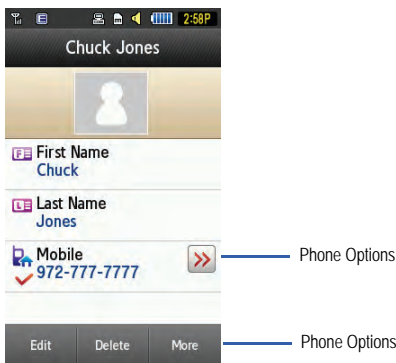 2:58P
Chuck Jones
First Name
Chuck
Last Name
Jones
Mobile
972-777-7777
Phone Options
Edit Delete More
Phone Options